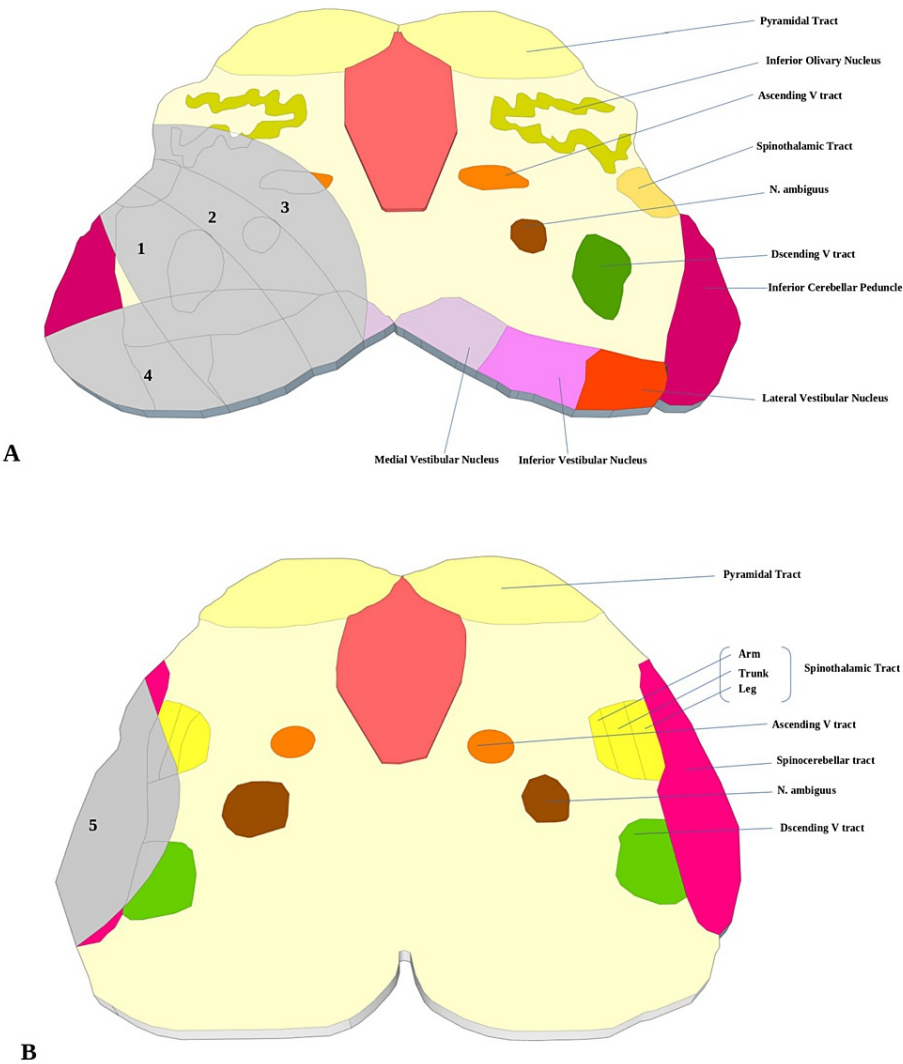 Pyramidal Tract
Inferior Olivary Nucleus
Ascending V tract
Spinothalamic Tract
N. ambiguus
Dscending V tract
Inferior Cerebellar Peduncle
Lateral Vestibular Nucleus
Medial Vestibular Nucleus Inferior Vestibular Nucleus
1
2
3
4
A
Pyramidal Tract
Arm
Trunk
Leg
Spinothalamic Tract
Ascending V tract
Spinocerebellar tract
N. ambiguus
Dscending V tract
5
B